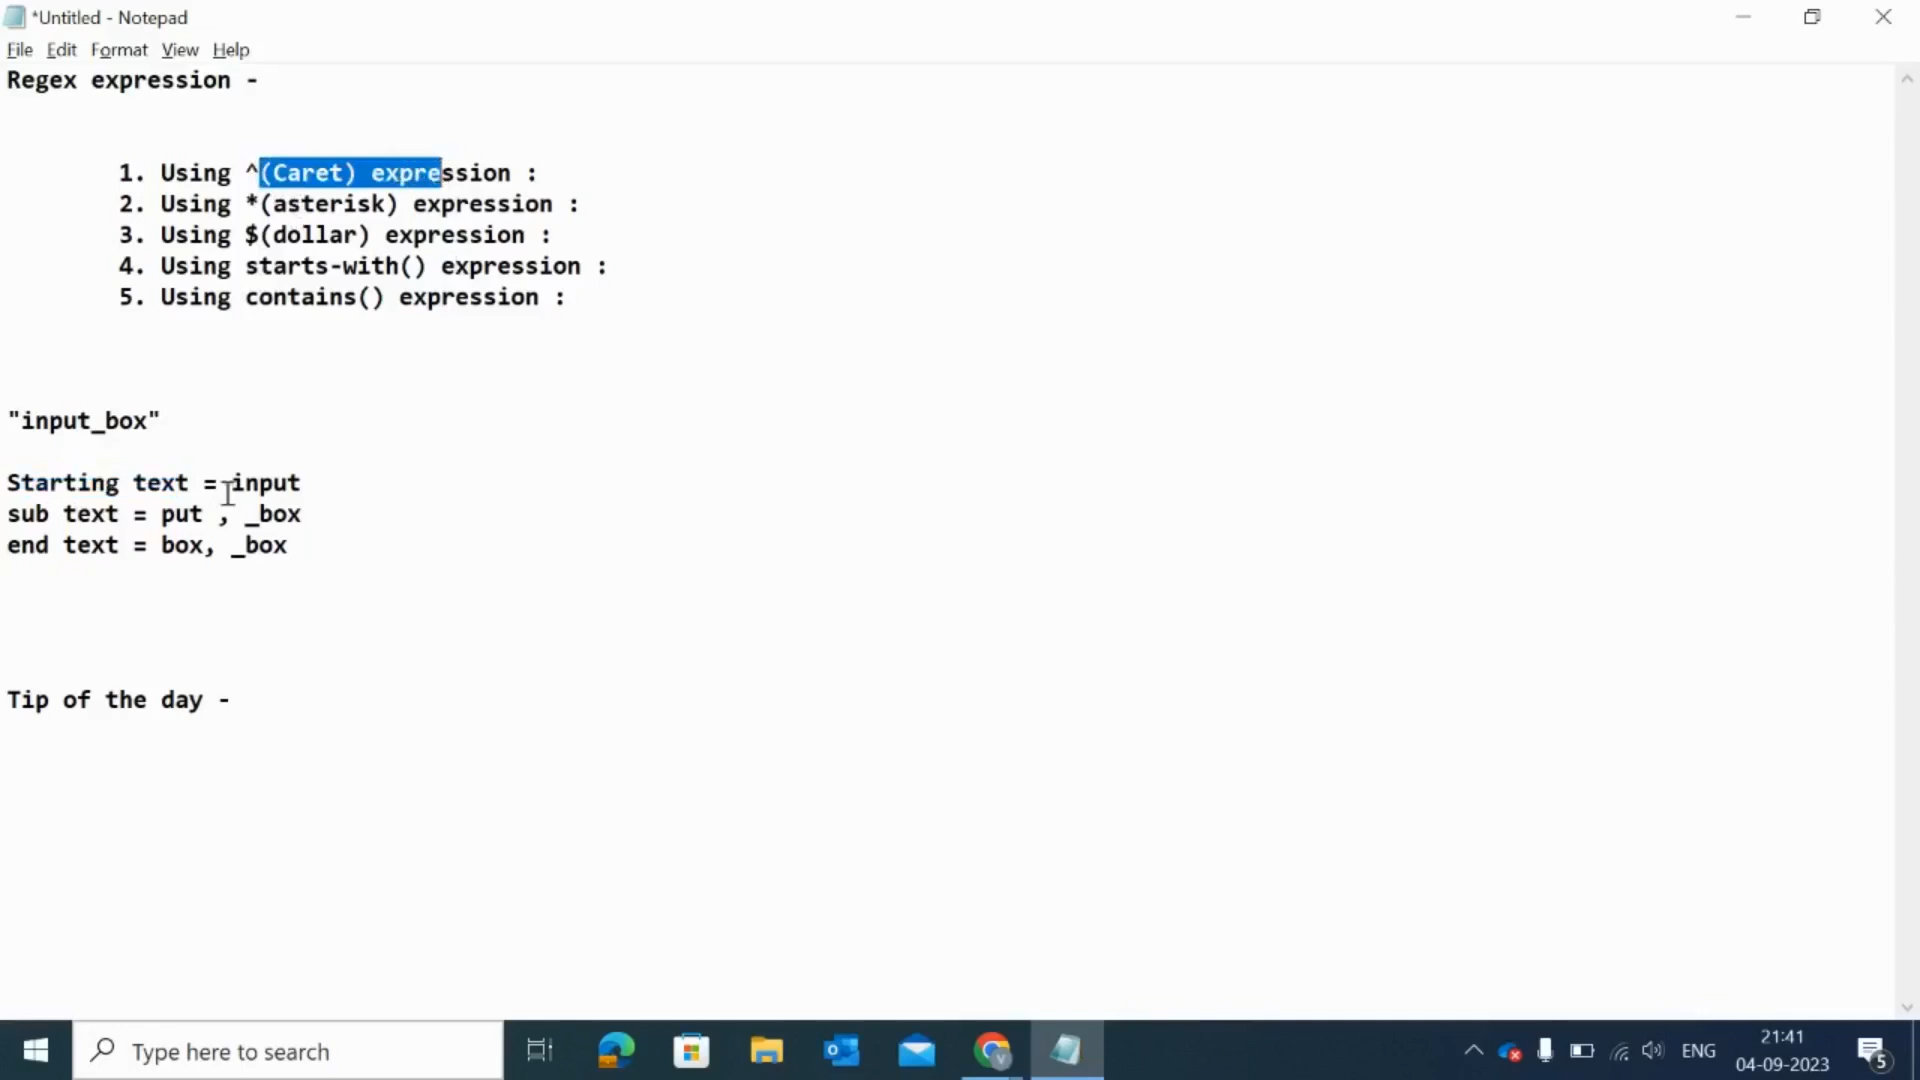 *Untitled - Notepad
File Edit Format View Help
Regex expression -
1. Using ^(Caret) expression :
2. Using *(asterisk) expression :
3. Using $(dollar) expression :
4. Using starts-with() expression :
5. Using contains() expression :
"input_box"
Starting text = input
sub text = put , _box
end text = box, _box
Tip of the day -
Type here to search
ENG
21:41
04-09-2023
5